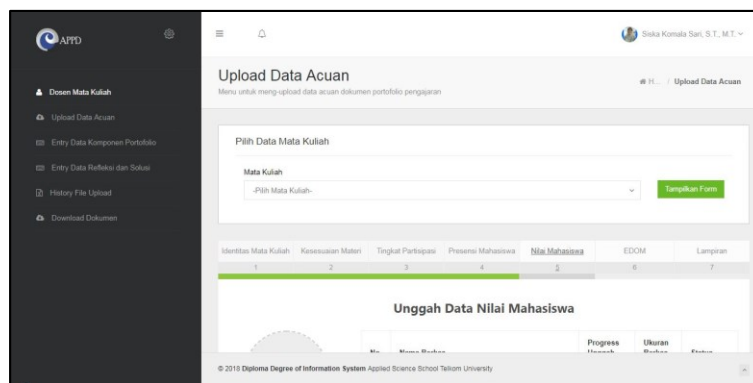 APPD
Siska Komala Sari, S.T., M.T.
Upload Data Acuan
Menu untuk meng-upload data acuan dokumen portofolio pengajaran
H... / Upload Data Acuan
Dosen Mata Kuliah
Upload Data Acuan
Entry Data Komponen Portofolio
Entry Data Refleksi dan Solusi
History File Upload
Download Dokumen
Pilih Data Mata Kuliah
Mata Kuliah
-Pilih Mata Kuliah-
Tampilkan Form
Identitas Mata Kuliah Kesesuaian Materi Tingkat Partisipasi Presensi Mahasiswa Nilai Mahasiswa EDOM Lampiran
1 2 3 4 5 6 7
Unggah Data Nilai Mahasiswa
Progress Ukuran
No Nama Berkas Unggah Berkas Status
© 2018 Diploma Degree of Information System Applied Science School Telkom University